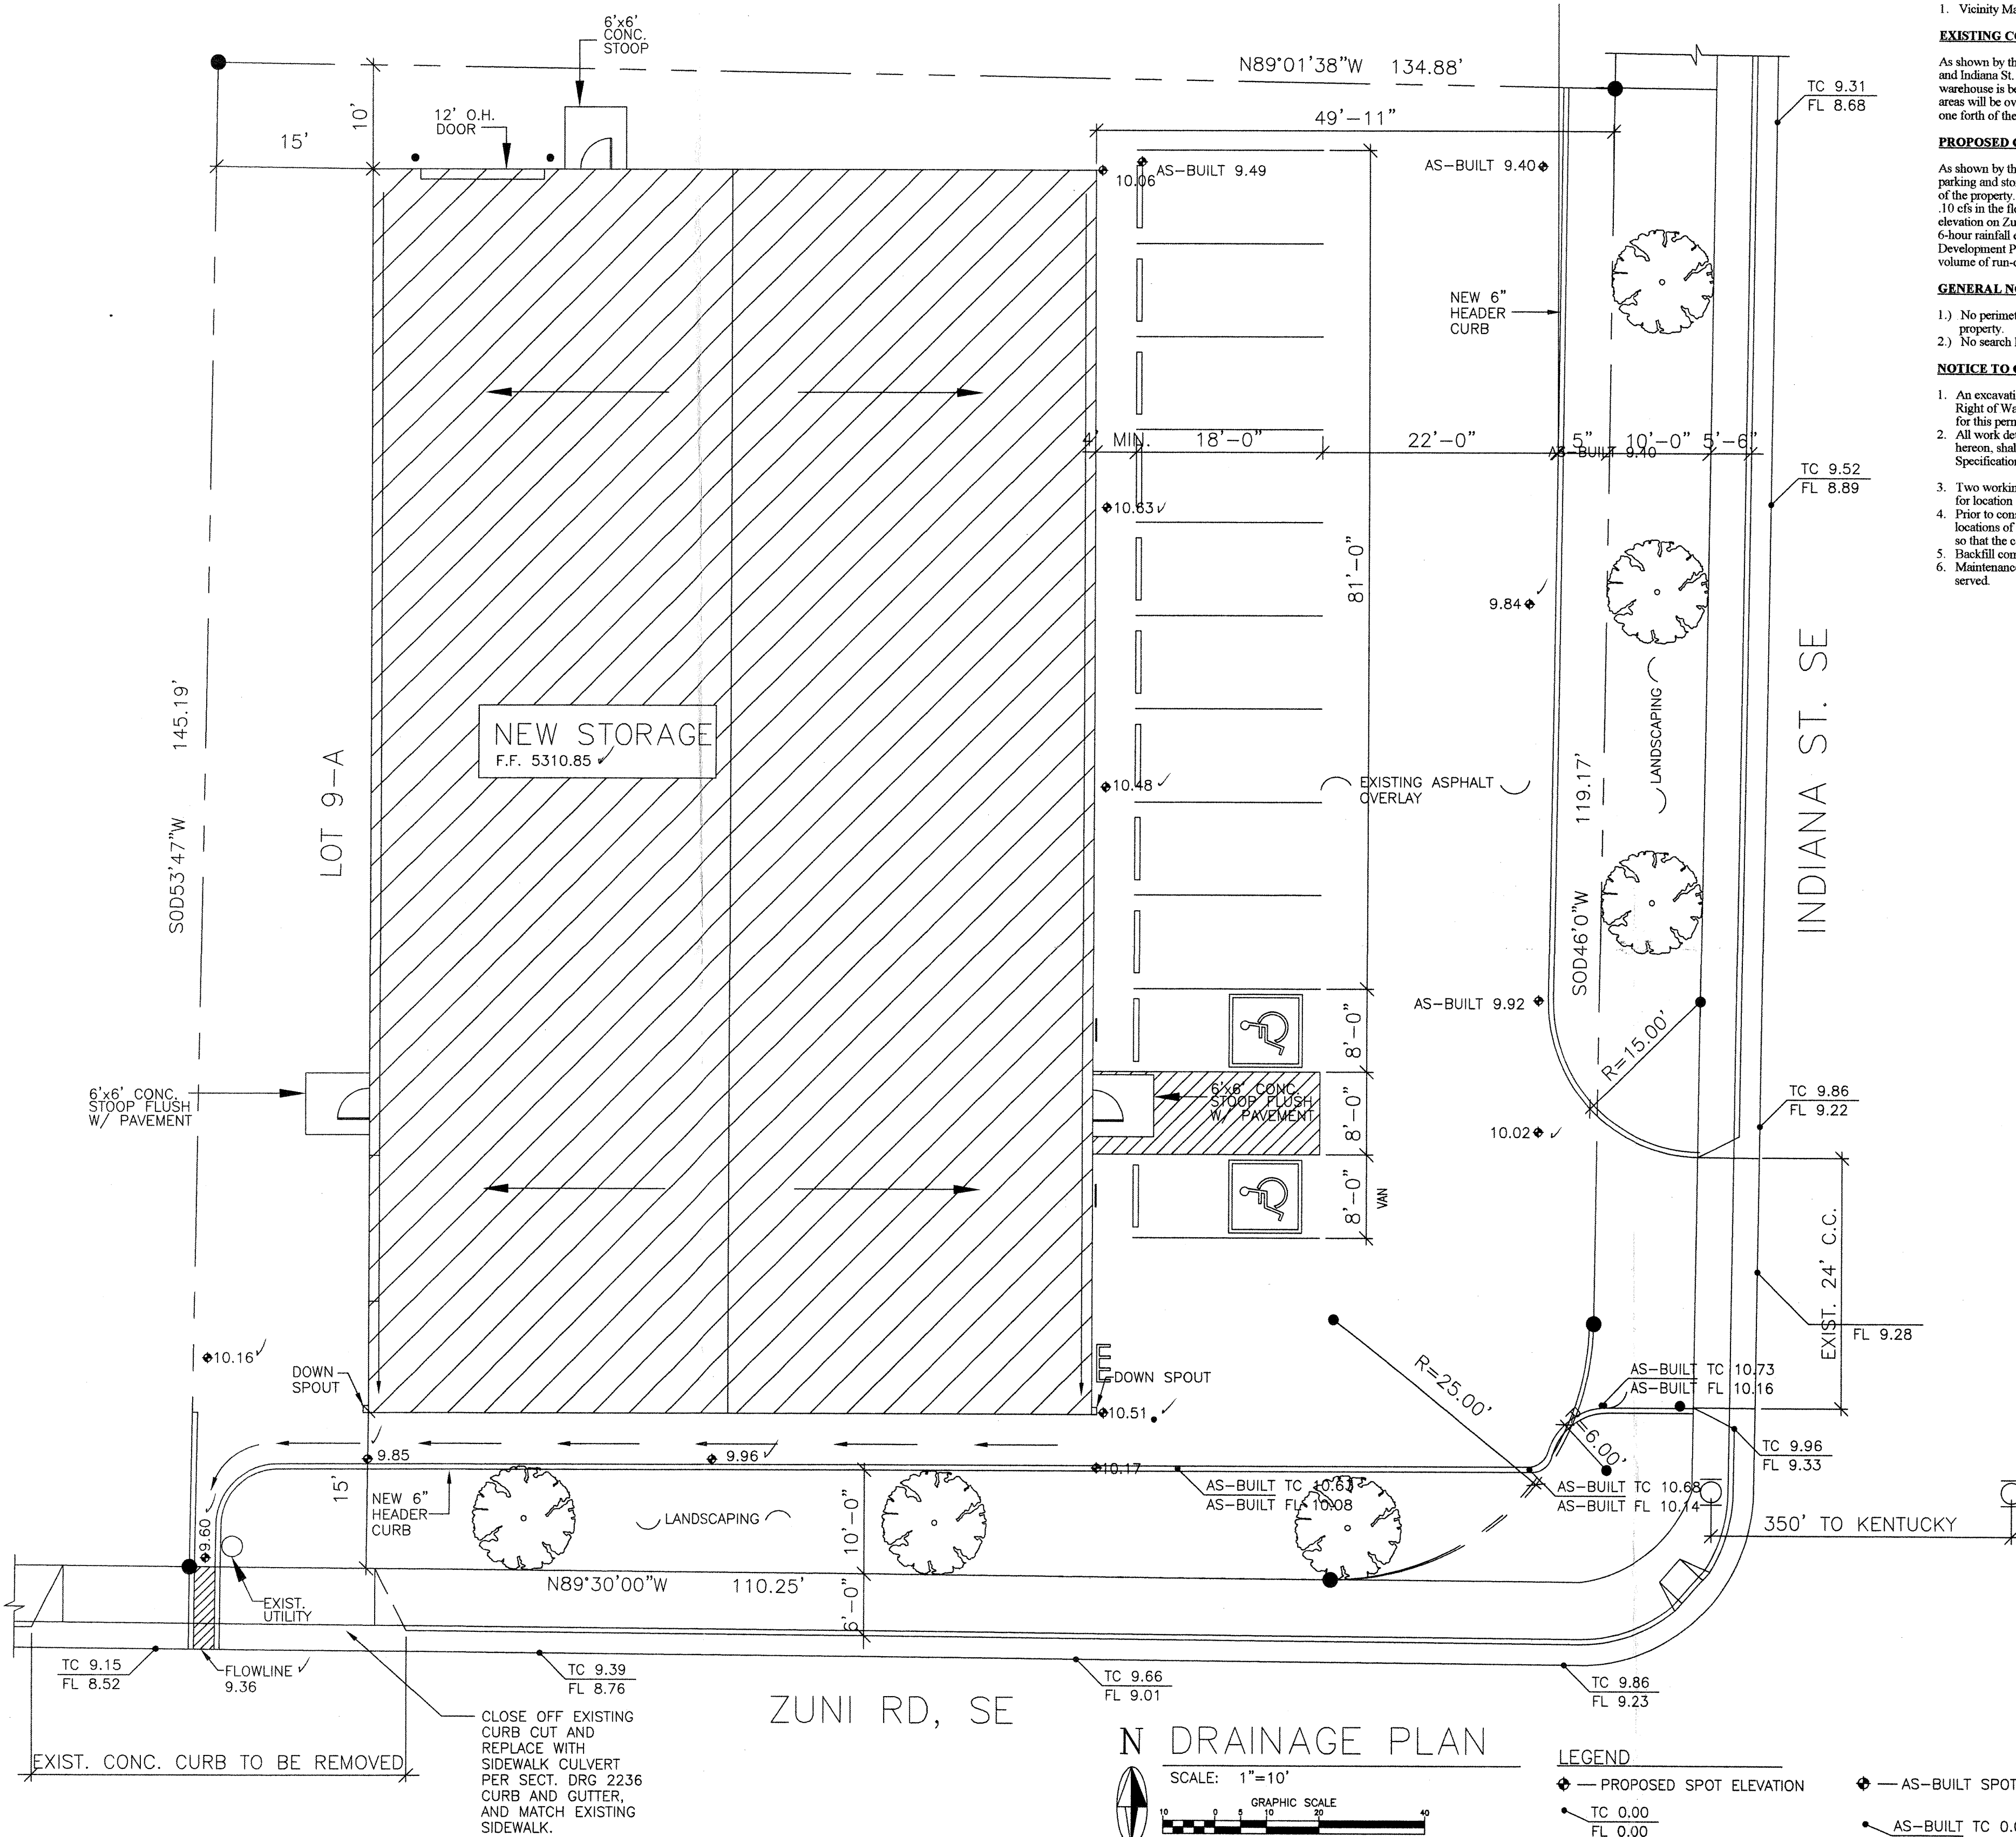 6'x6'
CONC.
STOOP
12' O.H.
DOOR
10'
15'
N89°01'38"W 134.88'
49'-11"
TC 9.31
FL 8.68
10.06
AS-BUILT 9.49
AS-BUILT 9.40
NEW 6"
HEADER
CURB
4' MIN.
18'-0"
22'-0"
5"
10'-0"
5'-6"
AS-BUILT 9.40
TC 9.52
FL 8.89
10.63
81'-0"
9.84
S0D53'47"W 145.19'
LOT 9-A
NEW STORAGE
F.F. 5310.85
10.48
EXISTING ASPHALT
OVERLAY
119.17'
S0D46'0"W
LANDSCAPING
INDIANA ST. SE
AS-BUILT 9.92
R=15.00'
8'-0"
8'-0"
8'-0"
VAN
6'x6' CONC.
STOOP FLUSH
W/ PAVEMENT
6'x6' CONC.
STOOP FLUSH
W/ PAVEMENT
10.02
TC 9.86
FL 9.22
EXIST. 24' C.C.
FL 9.28
10.16
DOWN
SPOUT
E
DOWN SPOUT
10.51
R=25.00'
AS-BUILT TC 10.73
AS-BUILT FL 10.16
R=6.00'
TC 9.96
FL 9.33
9.85
9.96
10.17
AS-BUILT TC 10.63
AS-BUILT FL 10.08
AS-BUILT TC 10.68
AS-BUILT FL 10.14
15'
NEW 6"
HEADER
CURB
LANDSCAPING
10'-0"
350' TO KENTUCKY
9.60
EXIST.
UTILITY
N89°30'00"W 110.25'
6'-0"
TC 9.15
FL 8.52
FLOWLINE
9.36
TC 9.39
FL 8.76
TC 9.66
FL 9.01
TC 9.86
FL 9.23
ZUNI RD, SE
CLOSE OFF EXISTING
CURB CUT AND
REPLACE WITH
SIDEWALK CULVERT
PER SECT. DRG 2236
CURB AND GUTTER,
AND MATCH EXISTING
SIDEWALK.
EXIST. CONC. CURB TO BE REMOVED
N
DRAINAGE PLAN
SCALE: 1"=10'
GRAPHIC SCALE
10 0 5 10 20 40
LEGEND
— PROPOSED SPOT ELEVATION
— AS-BUILT SPOT
TC 0.00
FL 0.00
AS-BUILT TC 0.
1. Vicinity Ma
EXISTING CO
As shown by th
and Indiana St.
warehouse is be
areas will be ov
one forth of the
PROPOSED
As shown by th
parking and sto
of the property.
.10 cfs in the fl
elevation on Zu
6-hour rainfall
Development P
volume of run-
GENERAL NO
1.) No perimet
property.
2.) No search
NOTICE TO
1. An excavati
Right of Wa
for this perm
2. All work de
hereon, shal
Specification
3. Two workin
for location
4. Prior to con
locations of
so that the c
5. Backfill com
6. Maintenance
served.